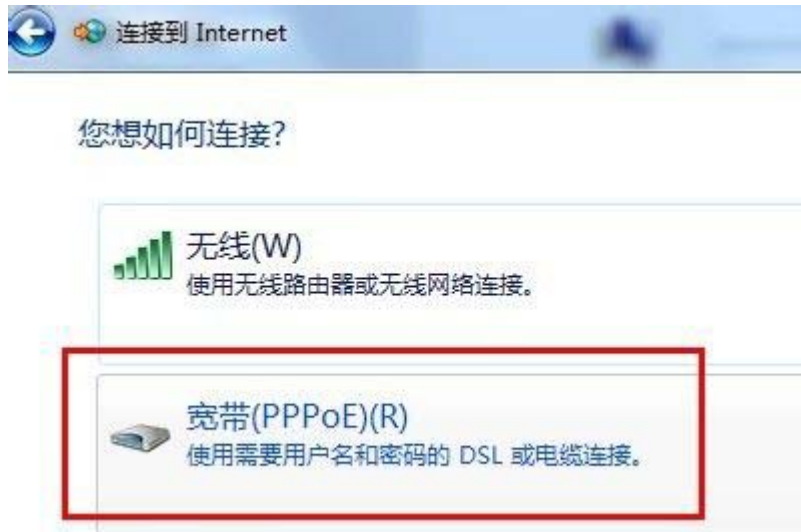 连接到 Internet
您想如何连接?
无线(W)
使用无线路由器或无线网络连接。
宽带(PPPoE)(R)
使用需要用户名和密码的 DSL 或电缆连接。